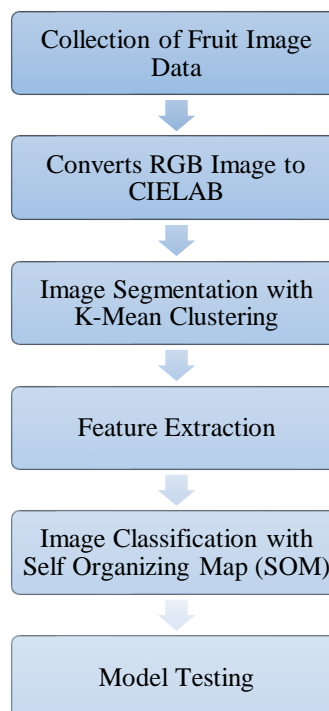 Collection of Fruit Image
Data
Converts RGB Image to
CIELAB
Image Segmentation with
K-Mean Clustering
Feature Extraction
Image Classification with
Self Organizing Map (SOM)
Model Testing